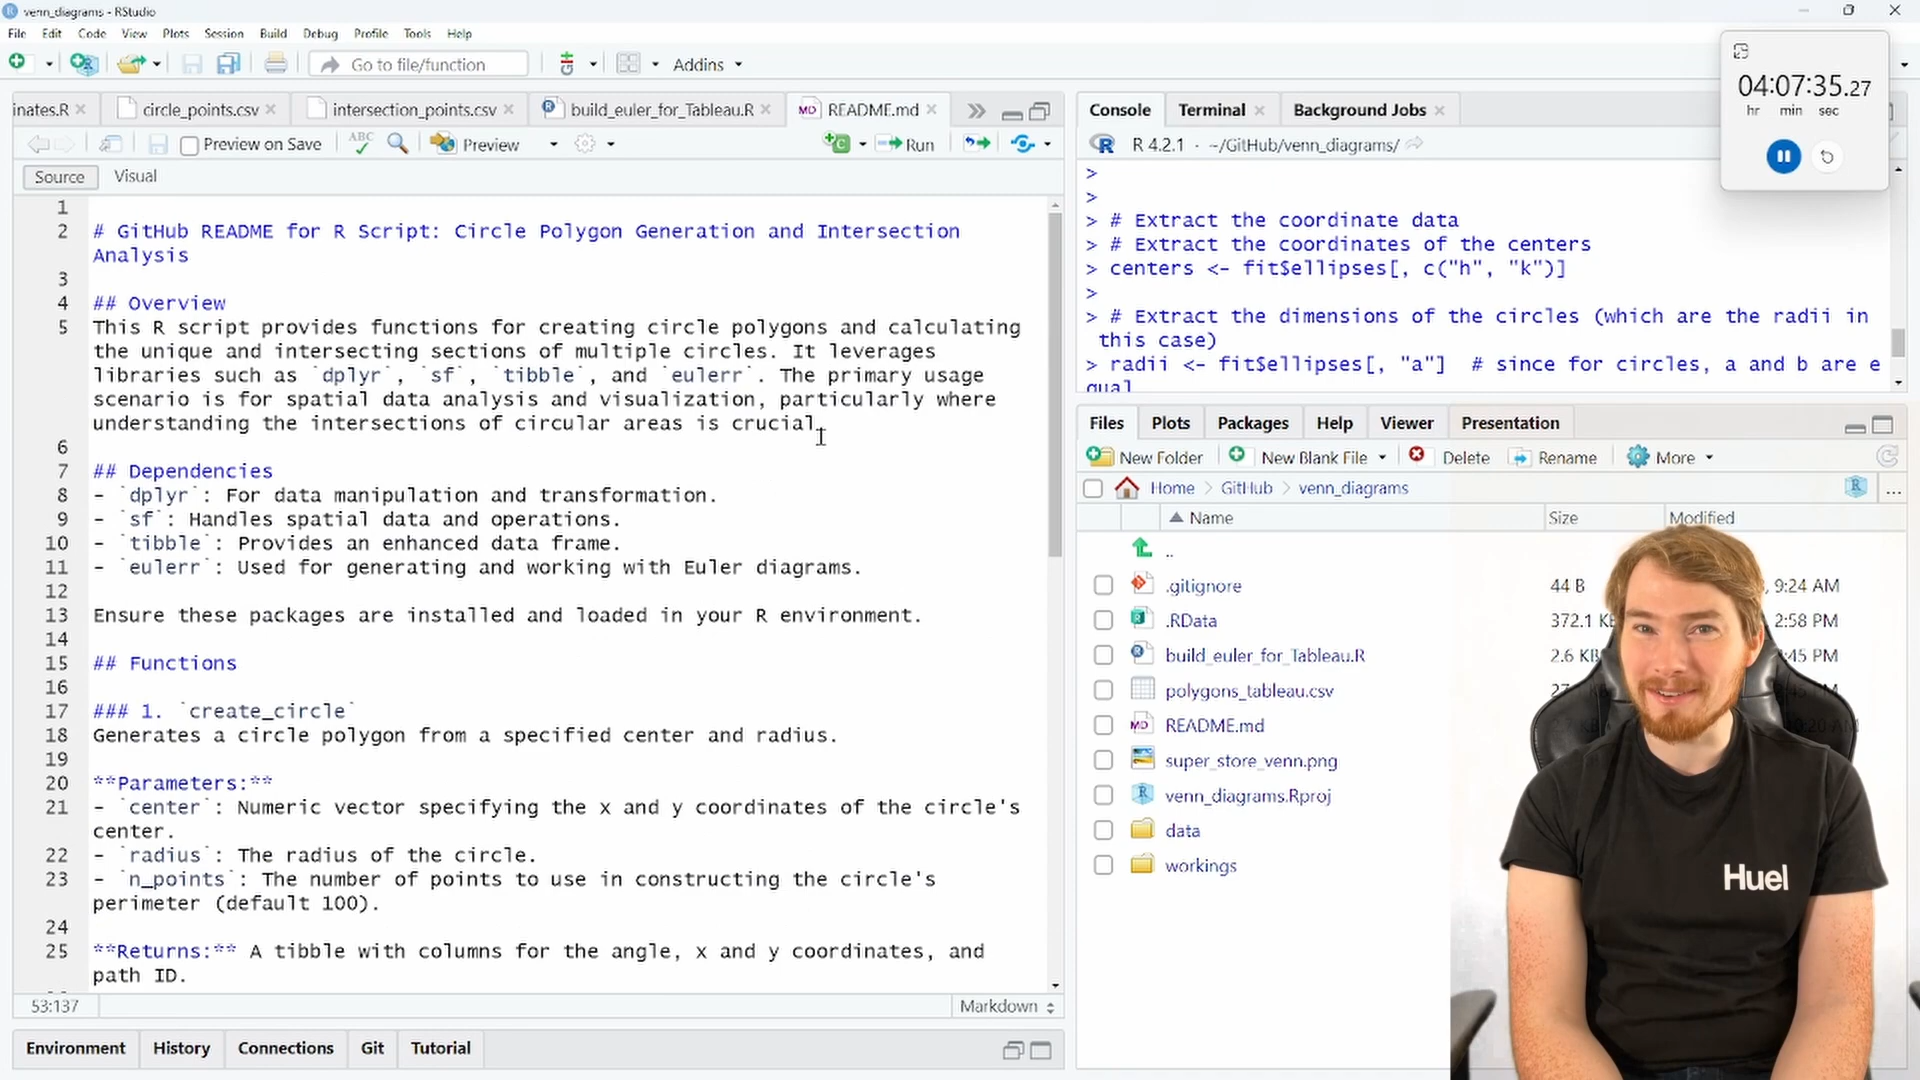 venn_diagrams - RStudio
File Edit Code View Plots Session Build Debug Profile Tools Help
Go to file/function
Addins
inates.R
circle_points.csv
intersection_points.csv
build_euler_for_Tableau.R
README.md
Preview on Save
ABC
Preview
Run
Source
Visual
1
2 # GitHub README for R Script: Circle Polygon Generation and Intersection
Analysis
3
4 ## Overview
5 This R script provides functions for creating circle polygons and calculating
the unique and intersecting sections of multiple circles. It leverages
libraries such as `dplyr`, `sf`, `tibble`, and `eulerr`. The primary usage
scenario is for spatial data analysis and visualization, particularly where
understanding the intersections of circular areas is crucial.
6
7 ## Dependencies
8 - `dplyr`: For data manipulation and transformation.
9 - `sf`: Handles spatial data and operations.
10 - `tibble`: Provides an enhanced data frame.
11 - `eulerr`: Used for generating and working with Euler diagrams.
12
13 Ensure these packages are installed and loaded in your R environment.
14
15 ## Functions
16
17 ### 1. `create_circle`
18 Generates a circle polygon from a specified center and radius.
19
20 **Parameters:**
21 - `center`: Numeric vector specifying the x and y coordinates of the circle's
center.
22 - `radius`: The radius of the circle.
23 - `n_points`: The number of points to use in constructing the circle's
perimeter (default 100).
24
25 **Returns:** A tibble with columns for the angle, x and y coordinates, and
path ID.
53:137
Markdown
Environment History Connections Git Tutorial
Console Terminal Background Jobs
R 4.2.1 · ~/GitHub/venn_diagrams/
>
>
> # Extract the coordinate data
> # Extract the coordinates of the centers
> centers <- fit$ellipses[, c("h", "k")]
>
> # Extract the dimensions of the circles (which are the radii in
this case)
> radii <- fit$ellipses[, "a"]  # since for circles, a and b are e
qual
04:07:35.27
hr min sec
Files Plots Packages Help Viewer Presentation
New Folder New Blank File Delete Rename More
Home > GitHub > venn_diagrams
...
Name Size Modified
..
.gitignore 44 B 9:24 AM
.RData 372.1 KB 2:58 PM
build_euler_for_Tableau.R 2.6 KB :45 PM
polygons_tableau.csv
README.md
super_store_venn.png
venn_diagrams.Rproj
data
workings
Huel